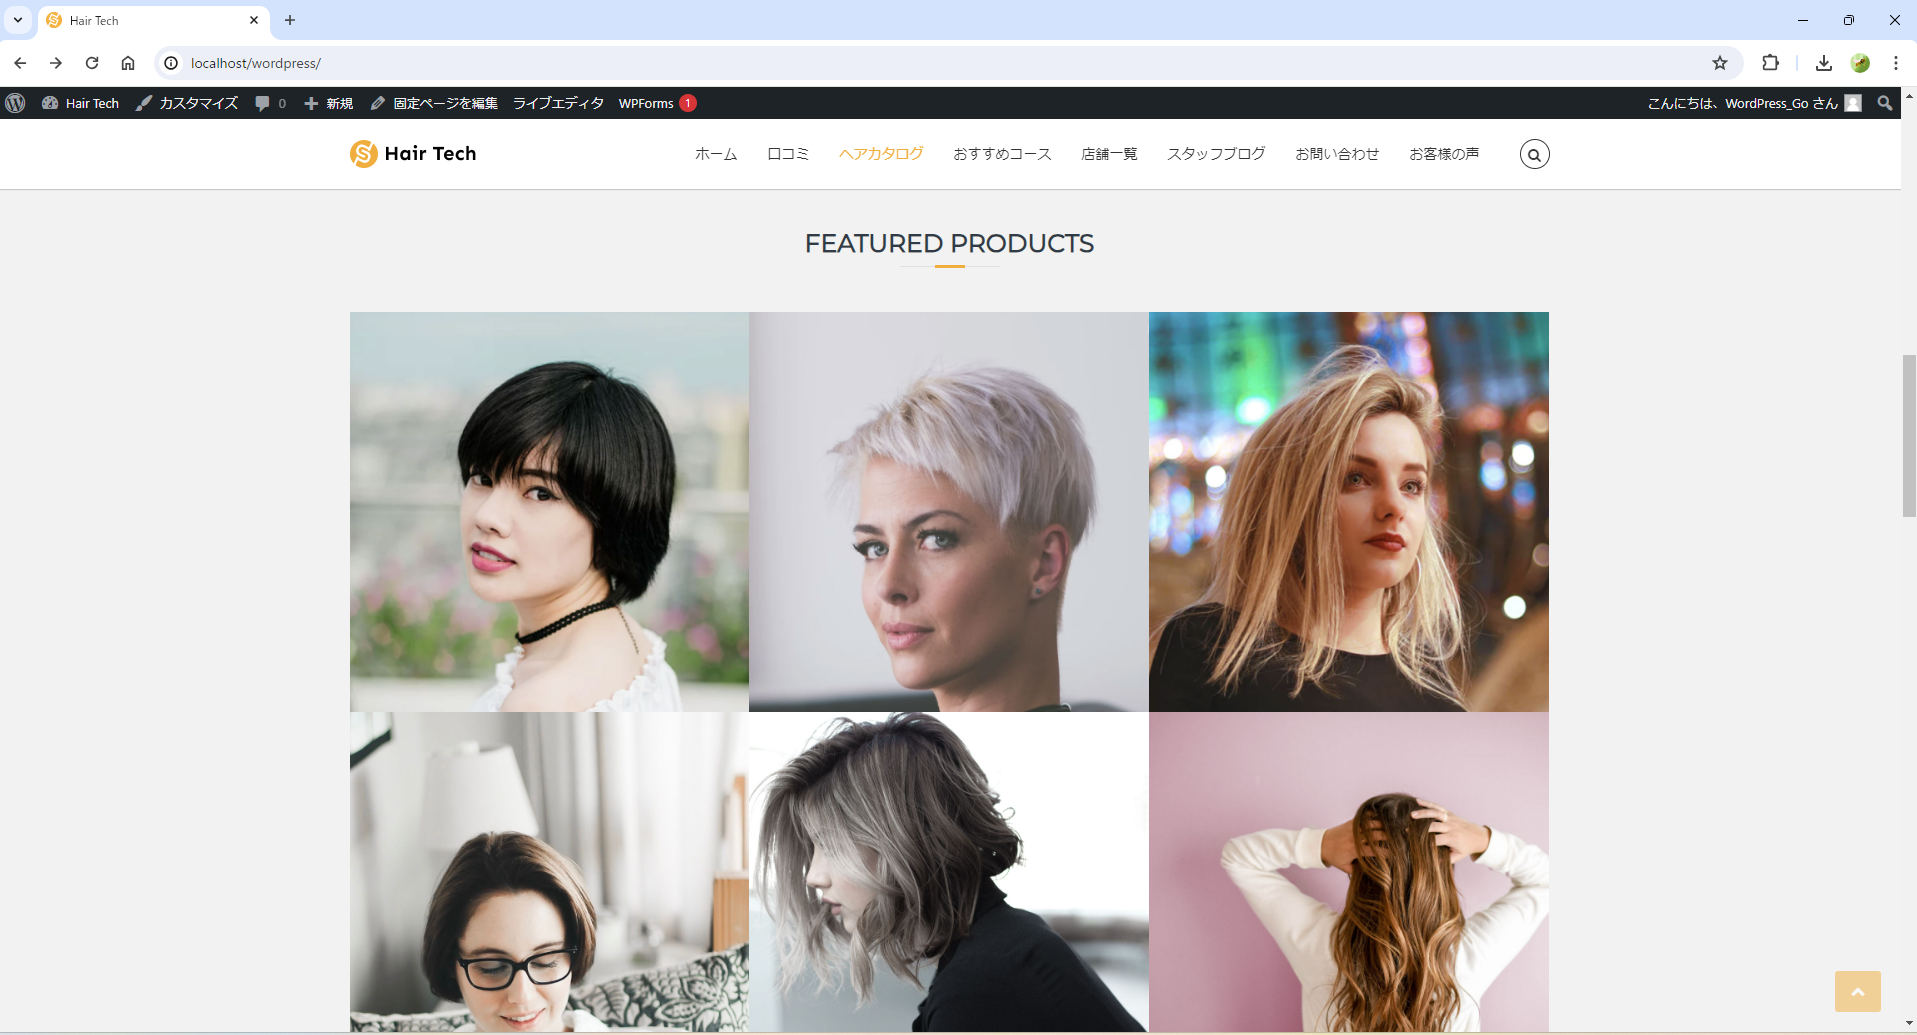 Hair Tech
localhost/wordpress/
Hair Tech カスタマイズ 0 新規 固定ページを編集 ライブエディタ WPForms 1 こんにちは、WordPress_Go さん
Hair Tech ホーム 口コミ ヘアカタログ おすすめコース 店舗一覧 スタッフブログ お問い合わせ お客様の声
FEATURED PRODUCTS